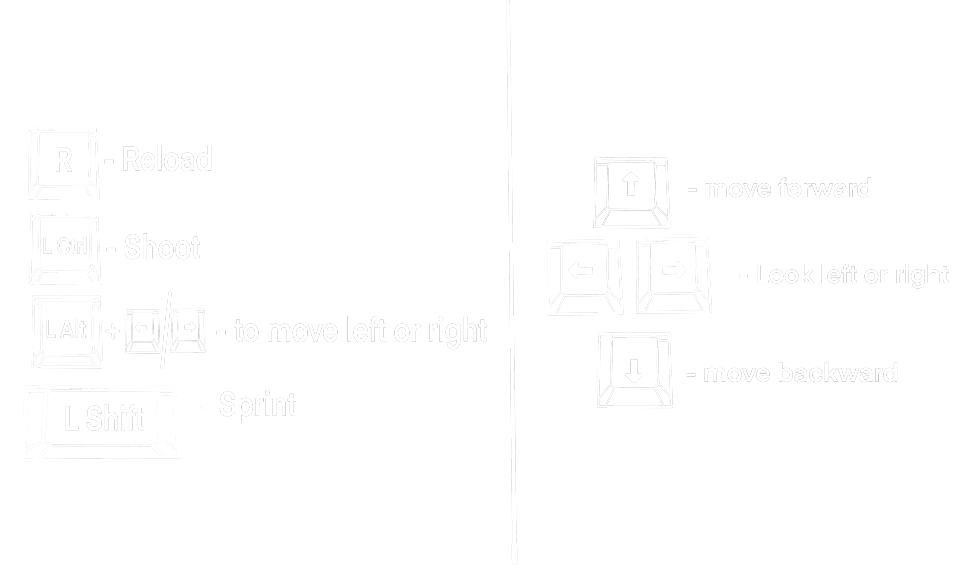 R - Reload
L Ctrl - Shoot
L Alt + ← / → - to move left or right
L Shift - Sprint
↑ - move forward
← → - Look left or right
↓ - move backward